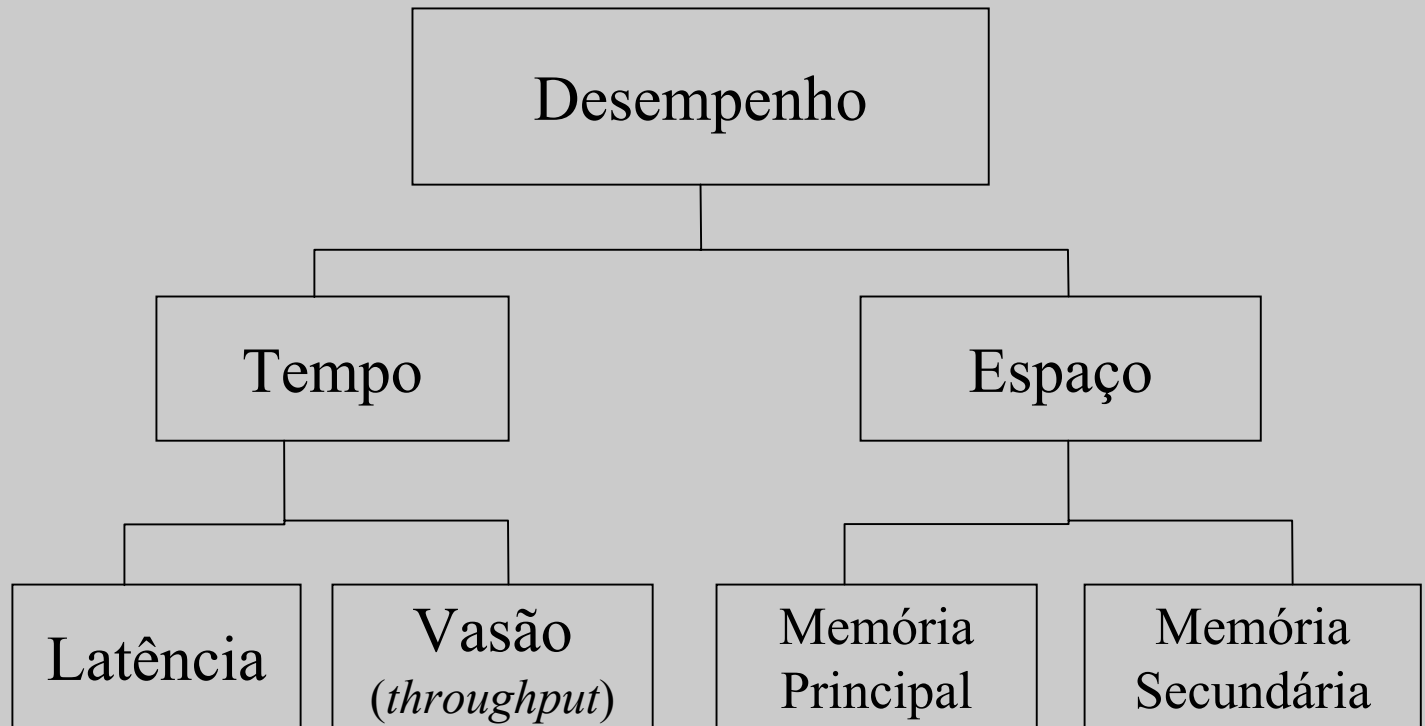 Desempenho
Tempo
Espaço
Latência
Vasão
(throughput)
Memória
Principal
Memória
Secundária